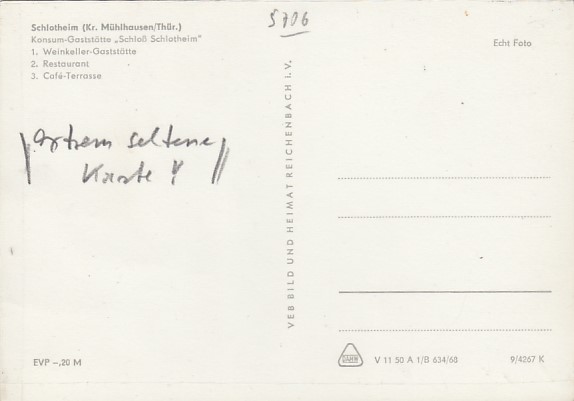 5706
Schlotheim (Kr. Mühlhausen/Thür.)
Konsum-Gaststätte „Schloß Schlotheim"
1. Weinkeller-Gaststätte
2. Restaurant
3. Café-Terrasse
Echt Foto
extrem seltene
Karte !
VEB BILD UND HEIMAT REICHENBACH I. V.
EVP –,20 M
V 11 50 A 1/B 634/68
9/4267 K